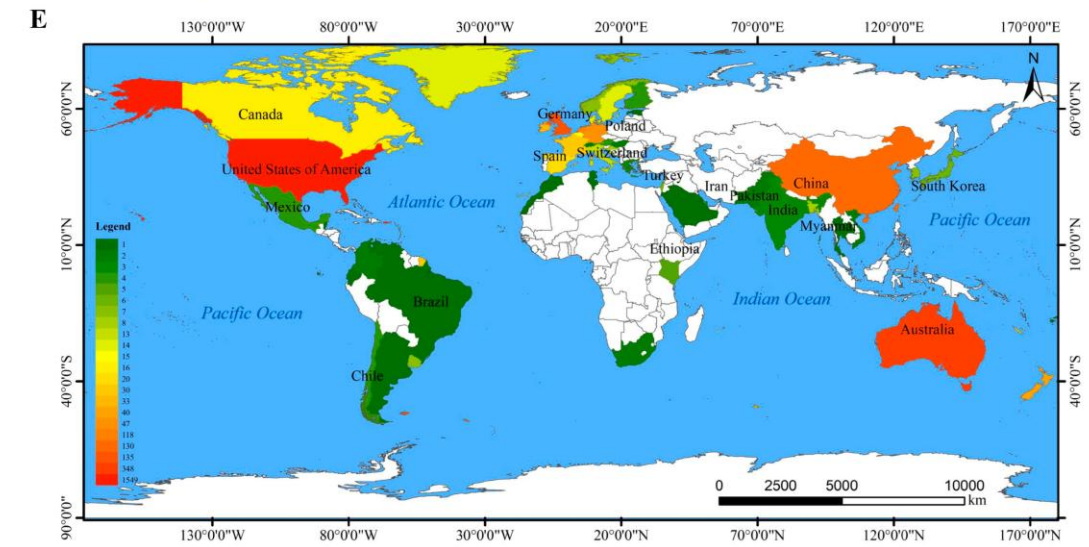 E
130°0'0"W 80°0'0"W 30°0'0"W 20°0'0"E 70°0'0"E 120°0'0"E 170°0'0"E
N
60°0'0"N
60°0'0"N
Canada
Germany
Poland
Spain
Switzerland
United States of America
Turkey
Iran
Pakistan
China
South Korea
Mexico
Atlantic Ocean
India
Myanmar
Pacific Ocean
Legend
1
2
3
4
5
6
7
8
13
14
15
16
20
30
33
40
47
118
130
135
348
1549
10°0'0"N
10°0'0"N
Ethiopia
Brazil
Indian Ocean
Pacific Ocean
Australia
Chile
40°0'0"S
40°0'0"S
0 2500 5000 10000
km
90°0'0"
130°0'0"W 80°0'0"W 30°0'0"W 20°0'0"E 70°0'0"E 120°0'0"E 170°0'0"E